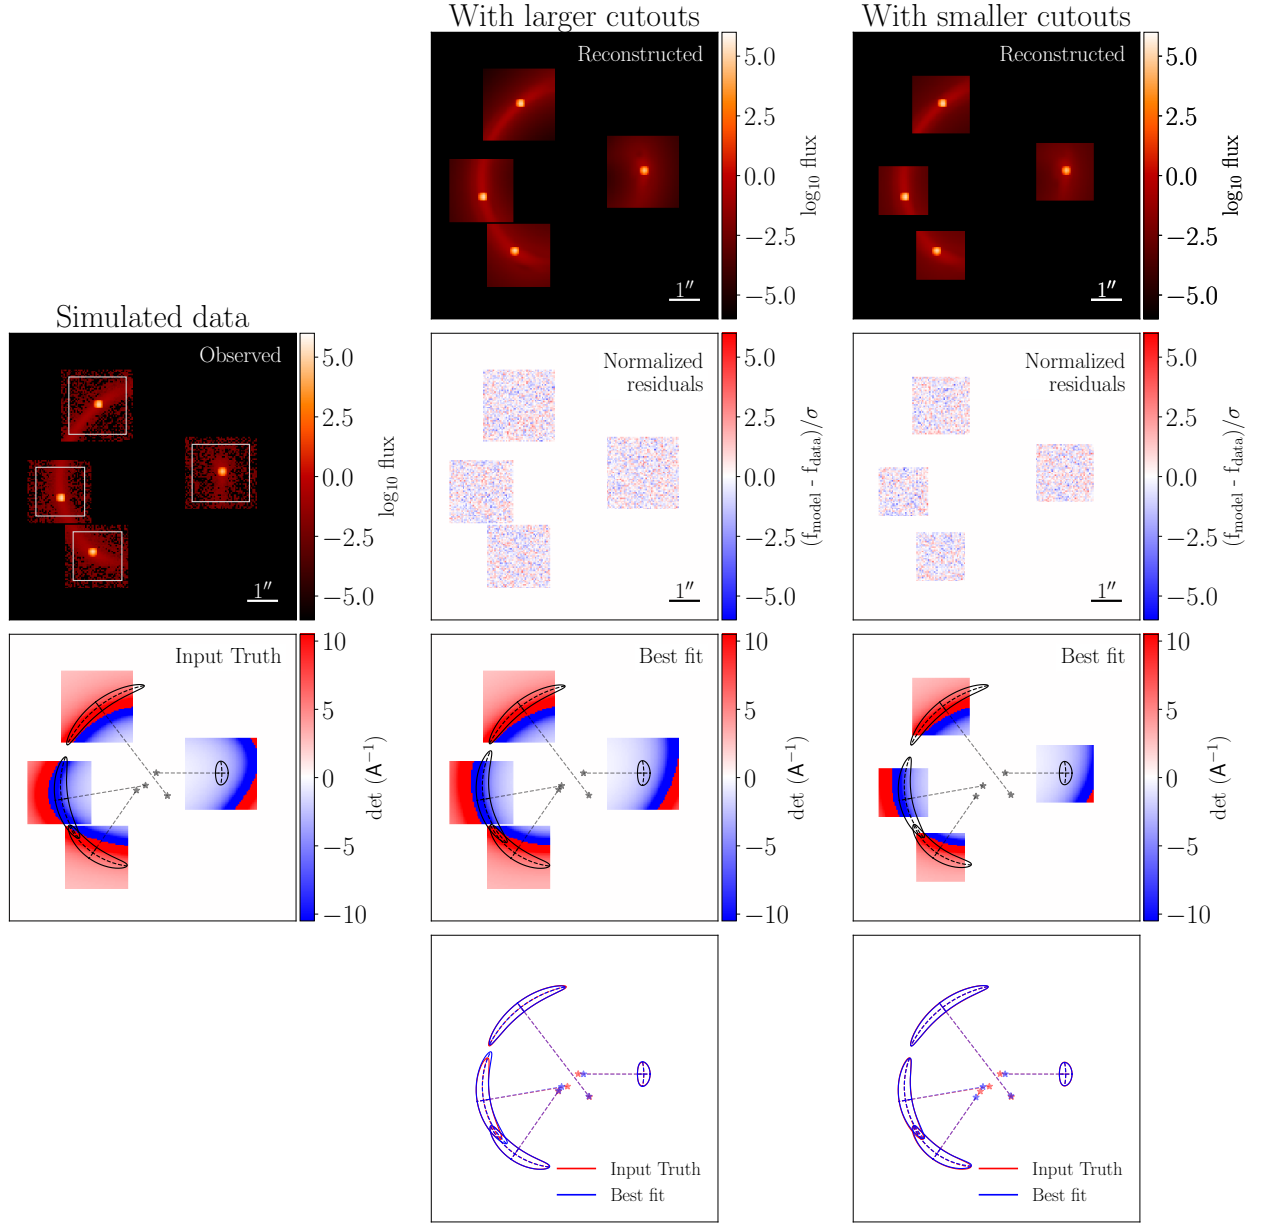 With larger cutouts
With smaller cutouts
Reconstructed
5.0
2.5
0.0
−2.5
−5.0
log₁₀ flux
1″
Reconstructed
5.0
2.5
0.0
−2.5
−5.0
log₁₀ flux
1″
Simulated data
Observed
5.0
2.5
0.0
−2.5
−5.0
log₁₀ flux
1″
Normalized
residuals
5.0
2.5
0.0
−2.5
−5.0
(f_model - f_data)/σ
1″
Normalized
residuals
5.0
2.5
0.0
−2.5
−5.0
(f_model - f_data)/σ
1″
Input Truth
10
5
0
−5
−10
det (A⁻¹)
Best fit
10
5
0
−5
−10
det (A⁻¹)
Best fit
10
5
0
−5
−10
det (A⁻¹)
Input Truth
Best fit
Input Truth
Best fit